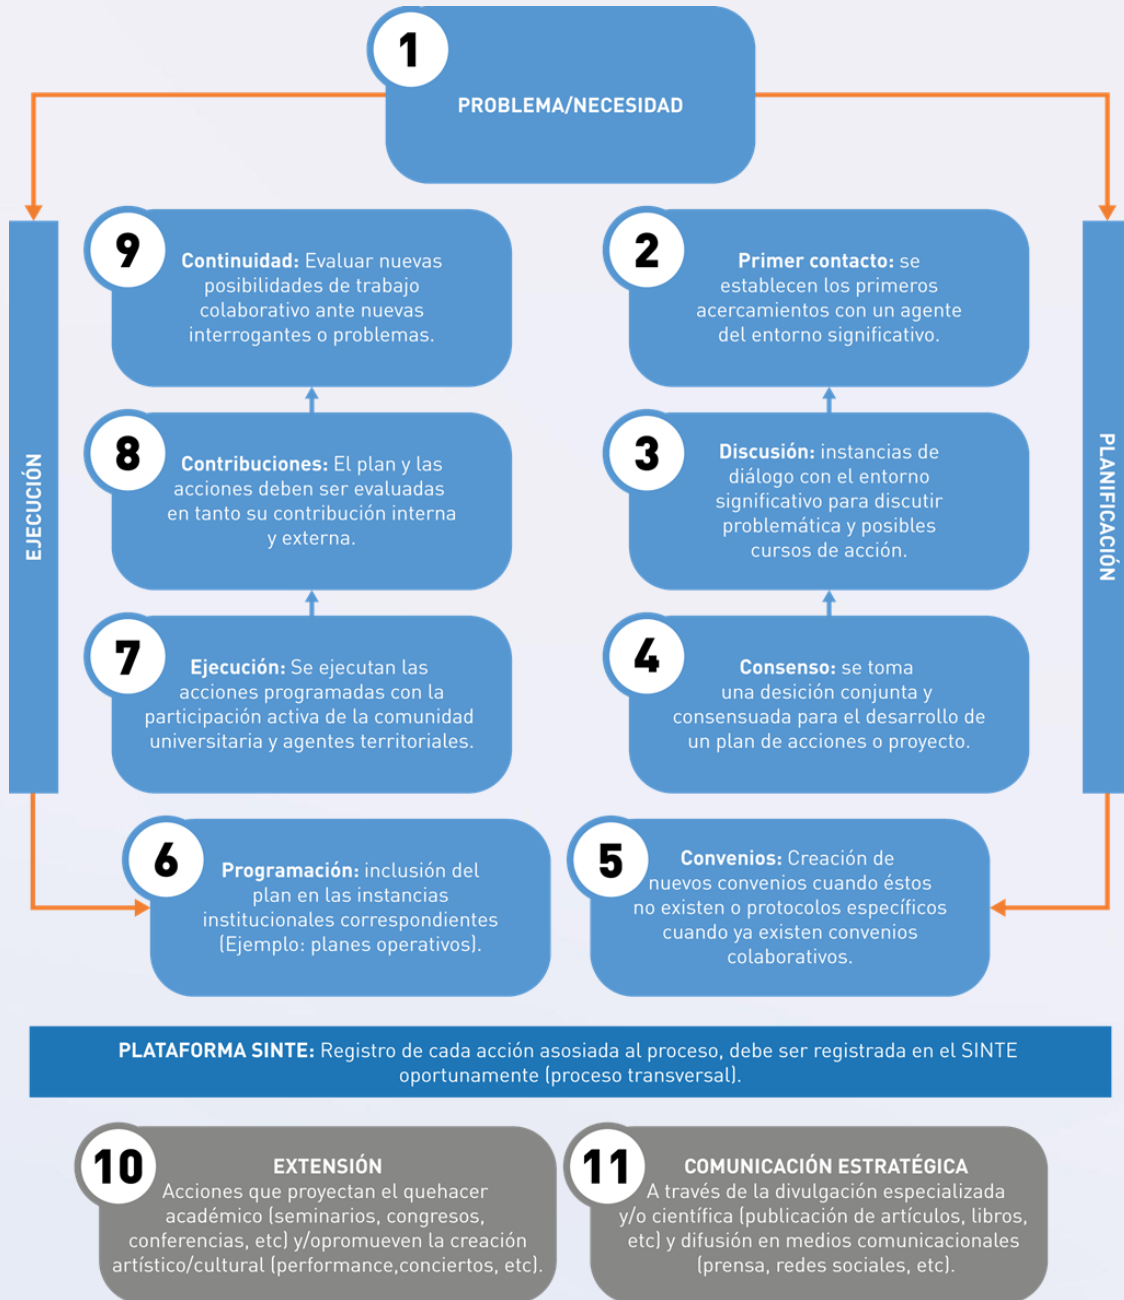 1
PROBLEMA/NECESIDAD
9
Continuidad: Evaluar nuevas
posibilidades de trabajo
colaborativo ante nuevas
interrogantes o problemas.
2
Primer contacto: se
establecen los primeros
acercamientos con un agente
del entorno significativo.
8
Contribuciones: El plan y las
acciones deben ser evaluadas
en tanto su contribución interna
y externa.
3
Discusión: instancias de
diálogo con el entorno
significativo para discutir
problemática y posibles
cursos de acción.
EJECUCIÓN
PLANIFICACIÓN
7
Ejecución: Se ejecutan las
acciones programadas con la
participación activa de la comunidad
universitaria y agentes territoriales.
4
Consenso: se toma
una desición conjunta y
consensuada para el desarrollo de
un plan de acciones o proyecto.
6
Programación: inclusión del
plan en las instancias
institucionales correspondientes
(Ejemplo: planes operativos).
5
Convenios: Creación de
nuevos convenios cuando éstos
no existen o protocolos específicos
cuando ya existen convenios
colaborativos.
PLATAFORMA SINTE: Registro de cada acción asosiada al proceso, debe ser registrada en el SINTE
oportunamente (proceso transversal).
10
EXTENSIÓN
Acciones que proyectan el quehacer
académico (seminarios, congresos,
conferencias, etc) y/opromueven la creación
artístico/cultural (performance,conciertos, etc).
11
COMUNICACIÓN ESTRATÉGICA
A través de la divulgación especializada
y/o científica (publicación de artículos, libros,
etc) y difusión en medios comunicacionales
(prensa, redes sociales, etc).